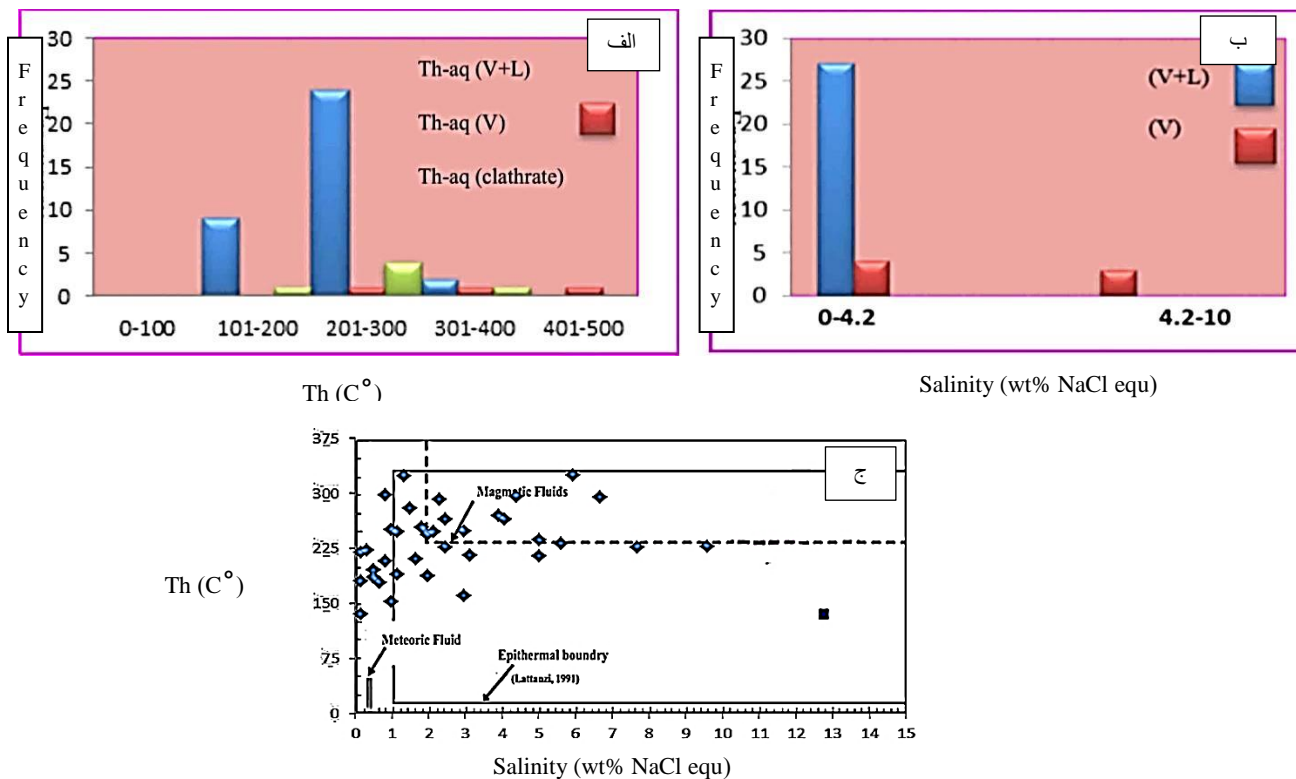 الف
Frequency
30
25
20
15
10
5
0
Th-aq (V+L)
Th-aq (V)
Th-aq (clathrate)
0-100 101-200 201-300 301-400 401-500
Th (C°)
ب
Frequency
30
25
20
15
10
5
0
(V+L)
(V)
0-4.2 4.2-10
Salinity (wt% NaCl equ)
ج
Th (C°)
375
300
225
150
75
0
Magmatic Fluids
Meteoric Fluid
Epithermal boundry
(Lattanzi, 1991)
0 1 2 3 4 5 6 7 8 9 10 11 12 13 14 15
Salinity (wt% NaCl equ)